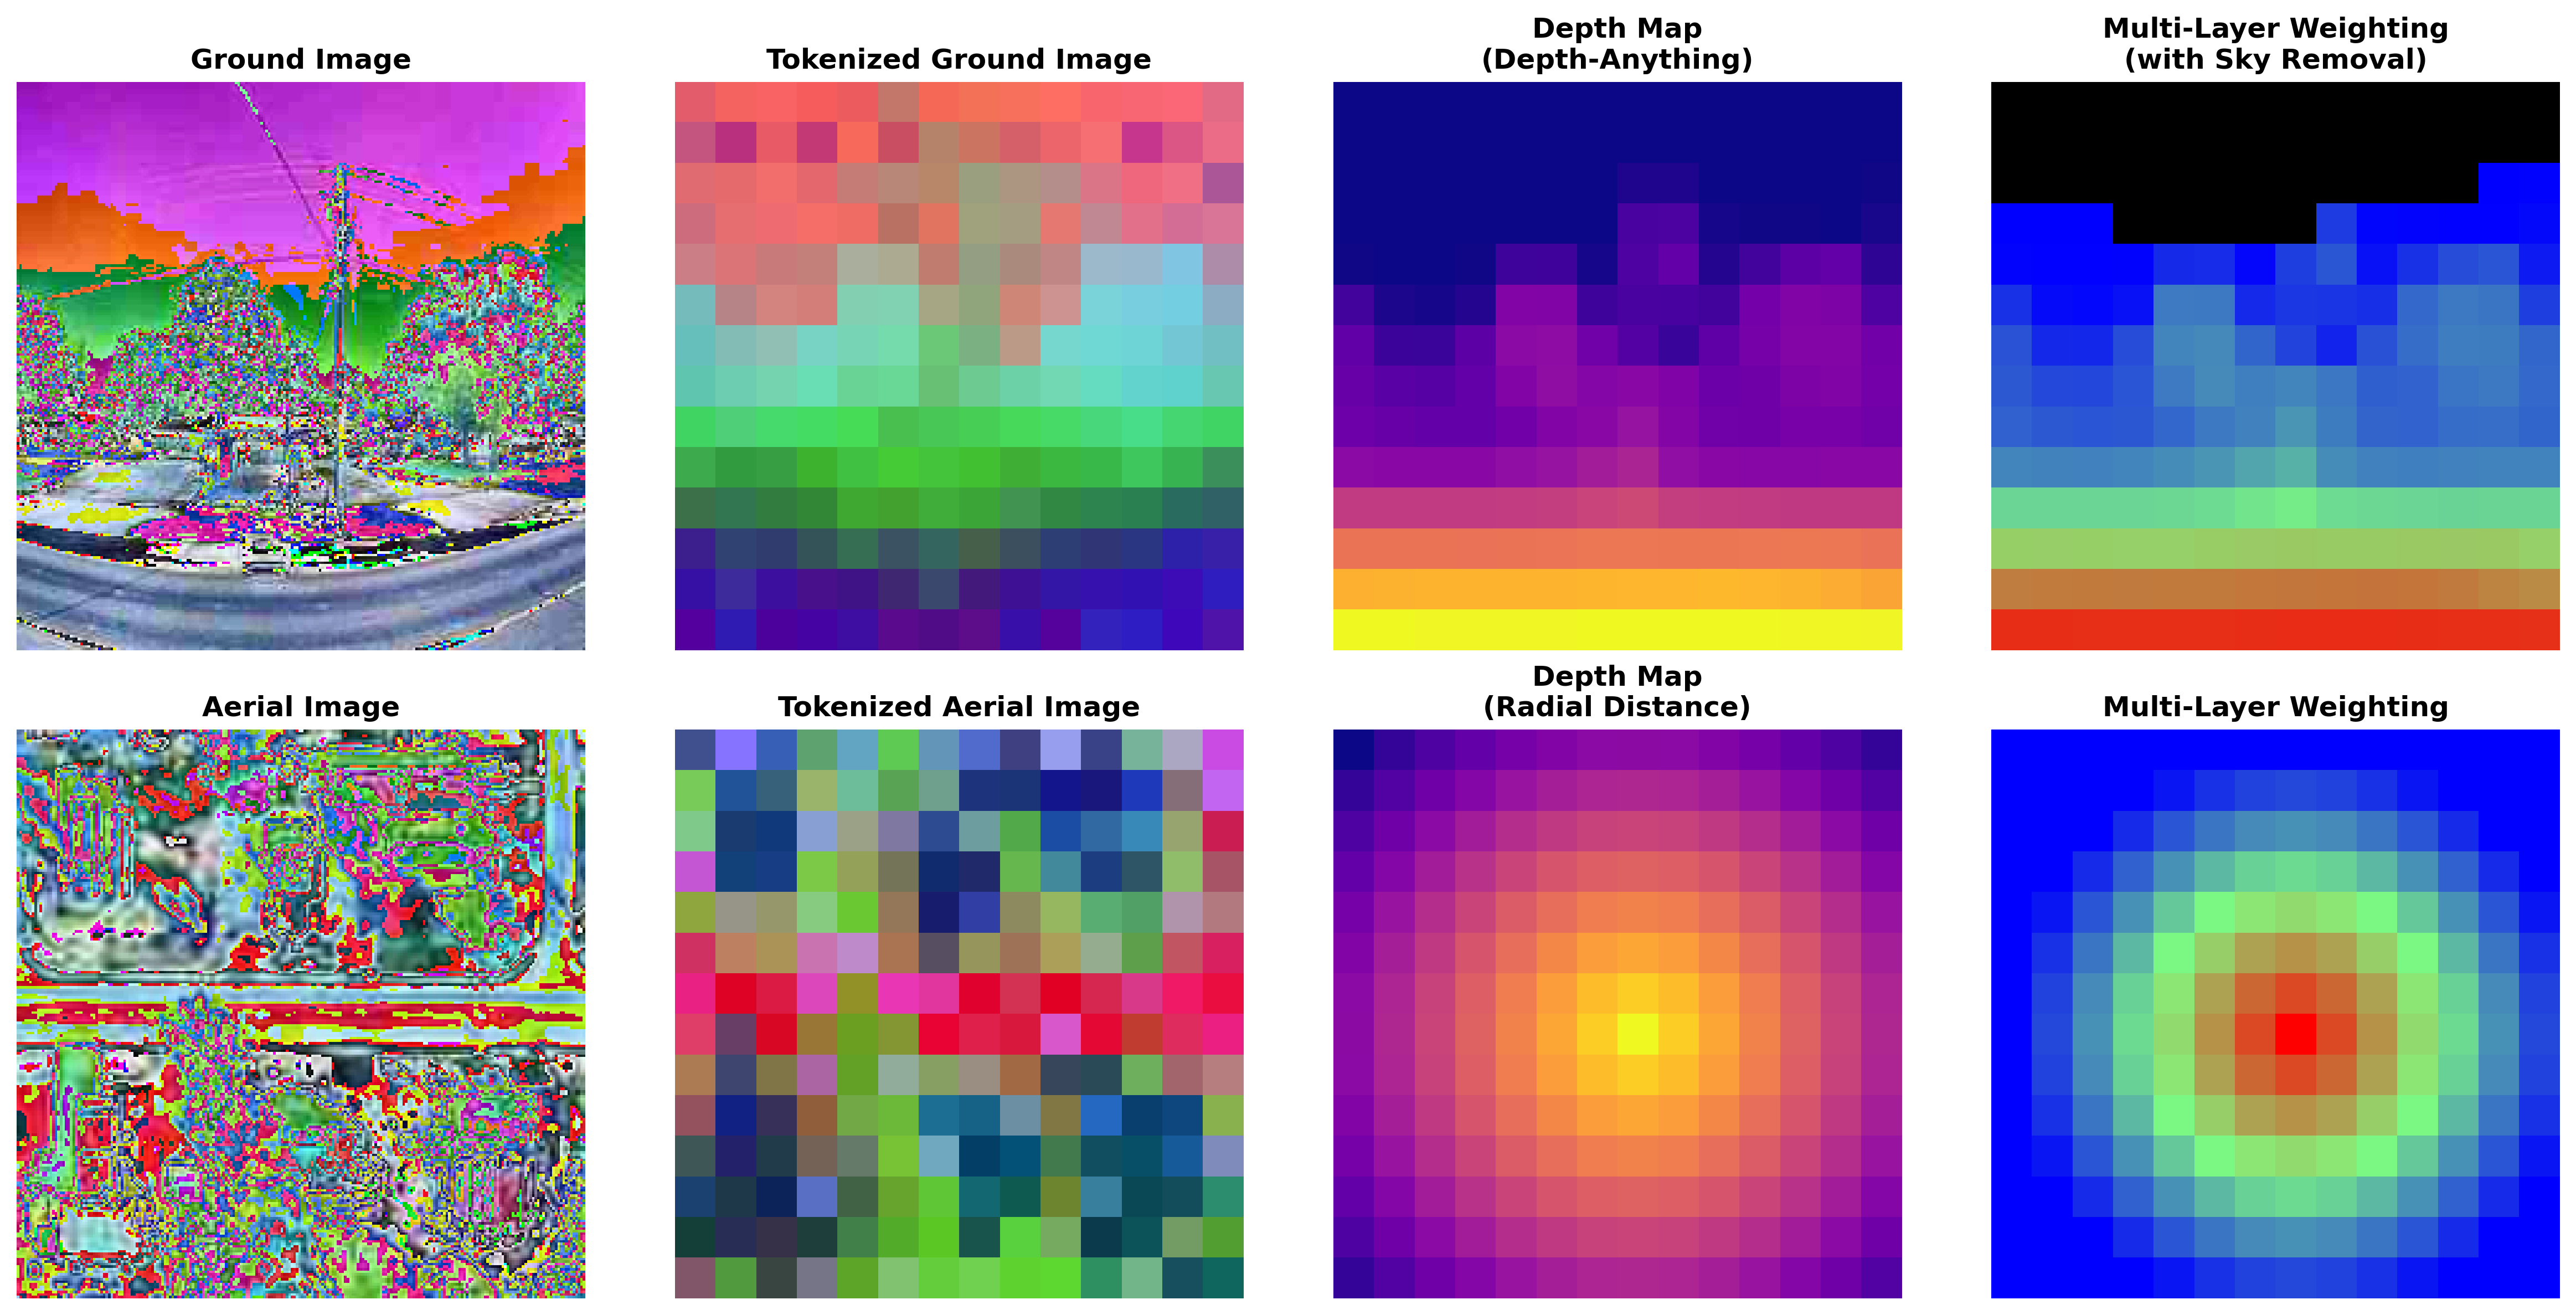 Ground Image
Tokenized Ground Image
Depth Map
(Depth-Anything)
Multi-Layer Weighting
(with Sky Removal)
Aerial Image
Tokenized Aerial Image
Depth Map
(Radial Distance)
Multi-Layer Weighting